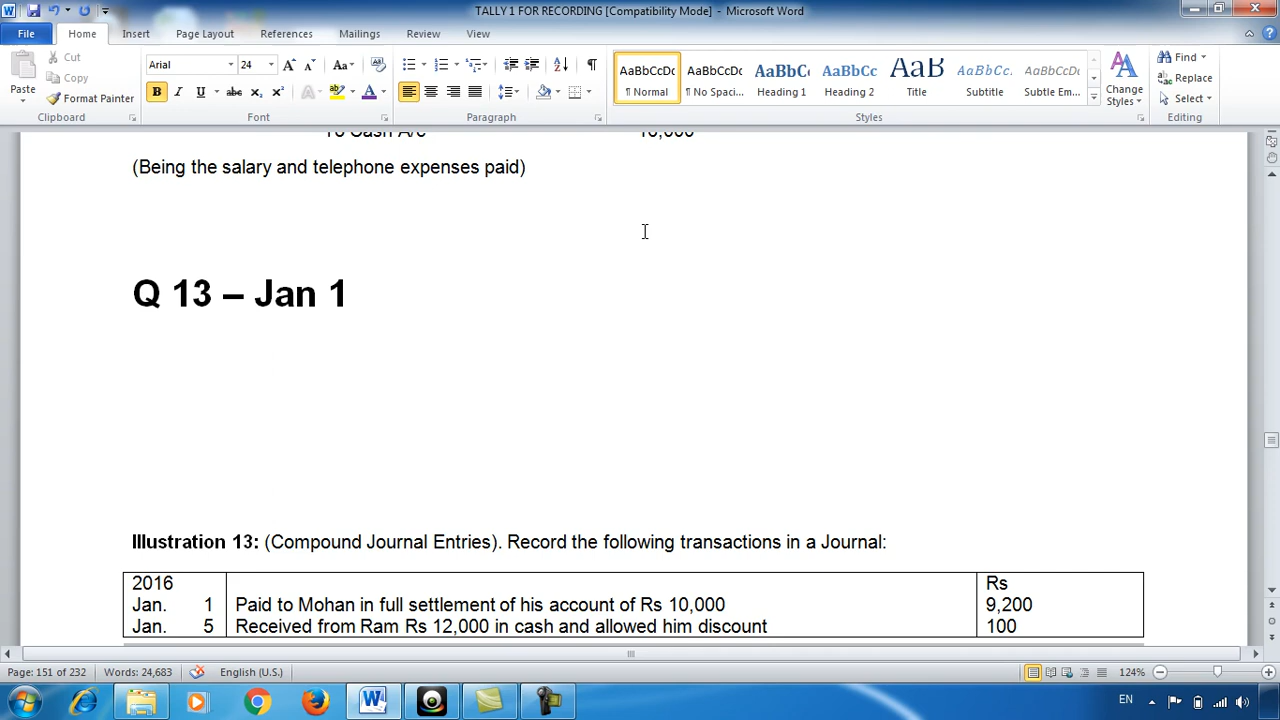 TALLY 1 FOR RECORDING [Compatibility Mode] - Microsoft Word
File Home Insert Page Layout References Mailings Review View
Paste
Cut
Copy
Format Painter
Clipboard
Arial 24
Font
Paragraph
AaBbCcDc AaBbCcDc AaBbCc AaBbCc AaB AaBbCc. AaBbCcDc
¶ Normal ¶ No Spaci... Heading 1 Heading 2 Title Subtitle Subtle Em...
Styles
Change Styles
Find
Replace
Select
Editing
To Cash A/c 10,000
(Being the salary and telephone expenses paid)
Q 13 – Jan 1
Illustration 13: (Compound Journal Entries). Record the following transactions in a Journal:
2016 Rs
Jan. 1 Paid to Mohan in full settlement of his account of Rs 10,000 9,200
Jan. 5 Received from Ram Rs 12,000 in cash and allowed him discount 100
Page: 151 of 232 Words: 24,683 English (U.S.) 124%
EN